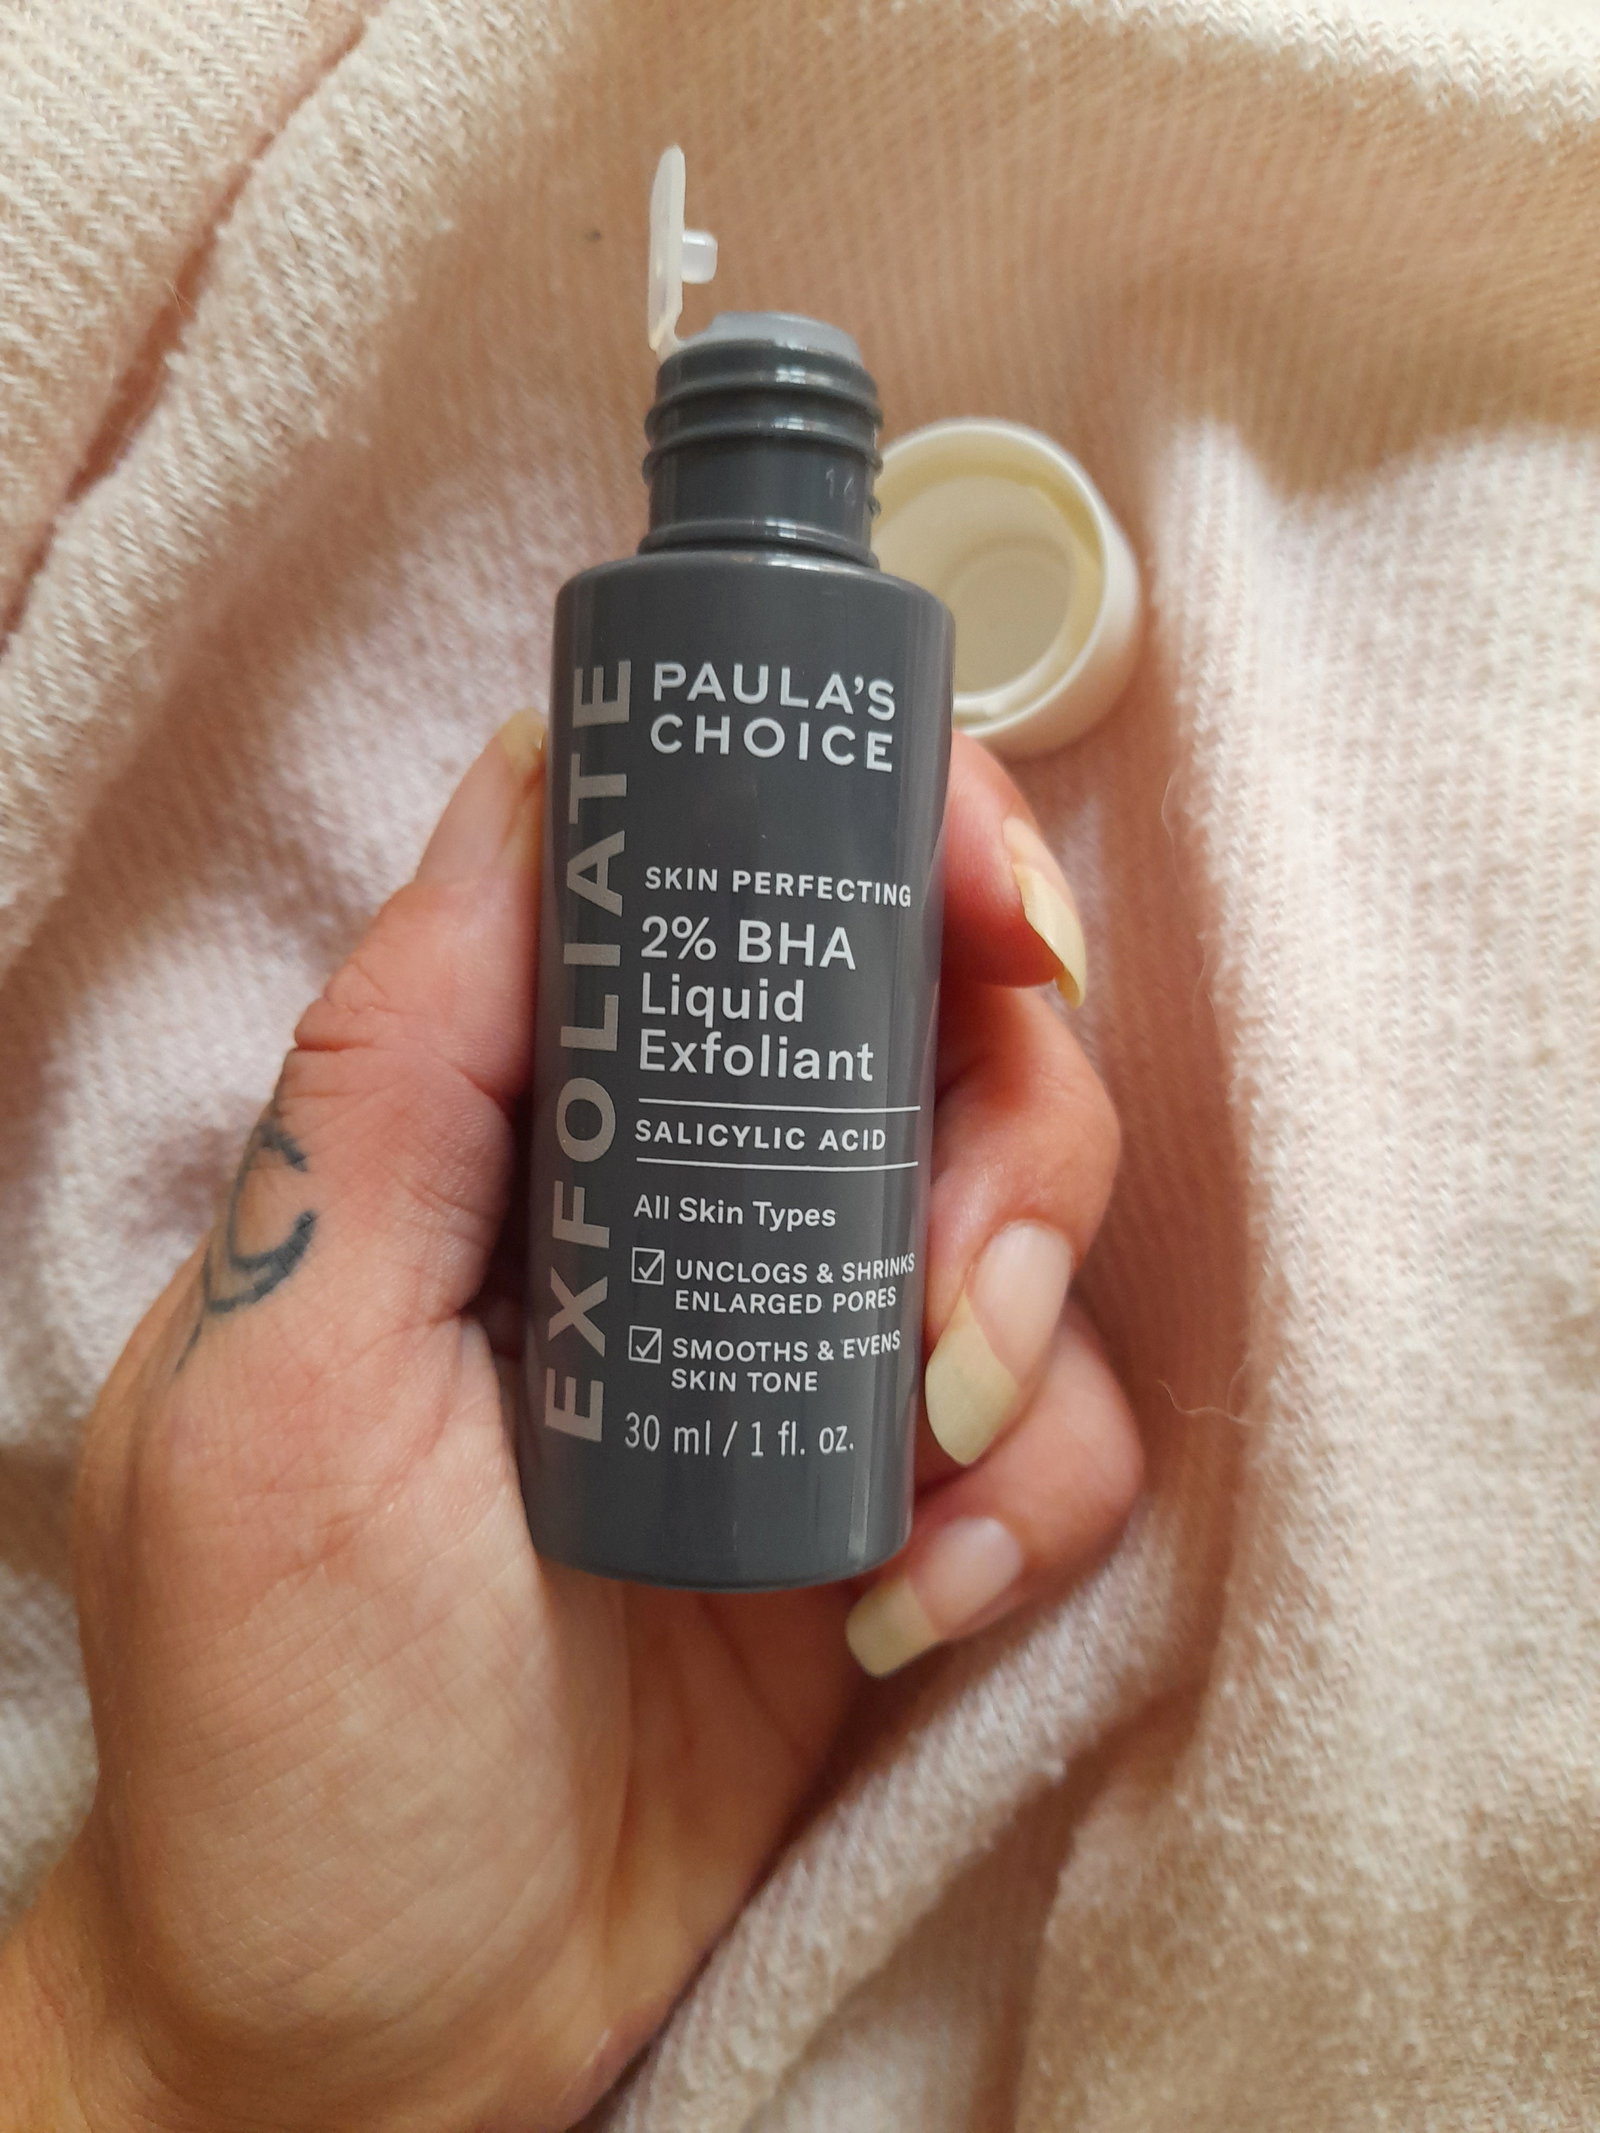 EXFOLIATE
PAULA'S
CHOICE
SKIN PERFECTING
2% BHA
Liquid
Exfoliant
SALICYLIC ACID
All Skin Types
UNCLOGS & SHRINKS
ENLARGED PORES
SMOOTHS & EVENS
SKIN TONE
30 ml / 1 fl. oz.